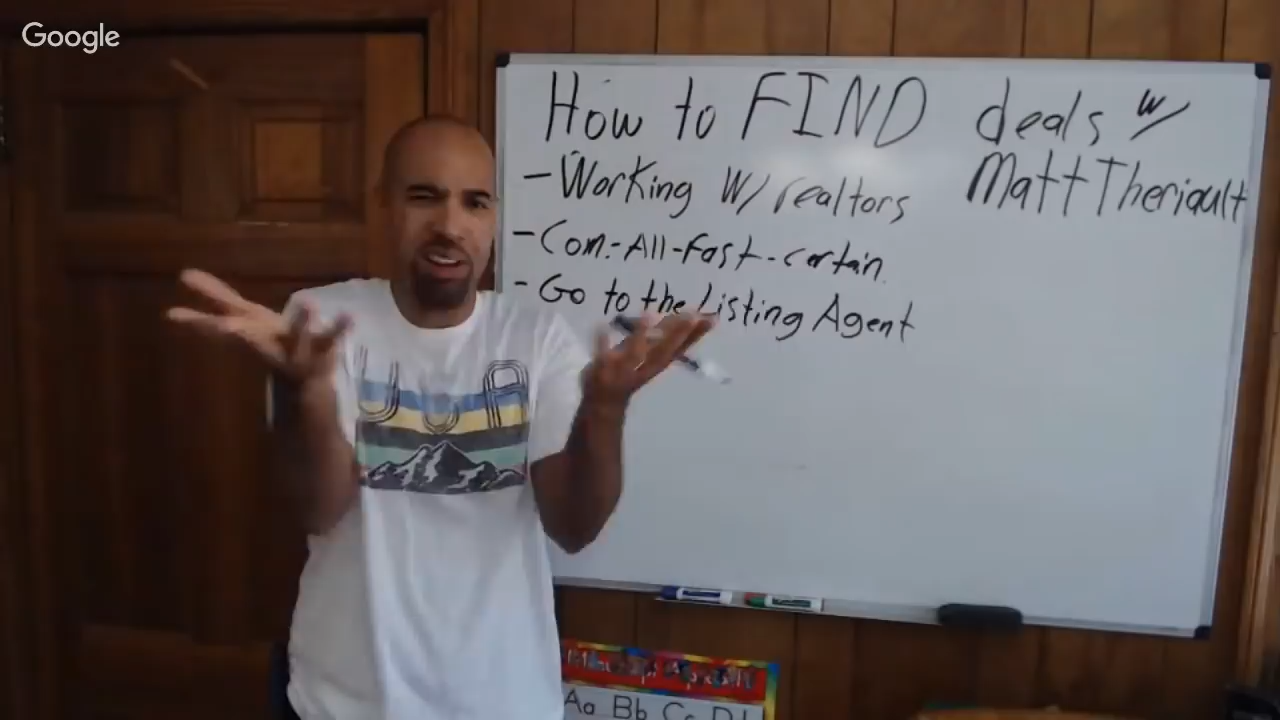 Google
How to FIND deals w/
Matt Theriault
- Working w/ realtors
- Com.-All-Fast-certain.
- Go to the Listing Agent
Aa Bb Cc D